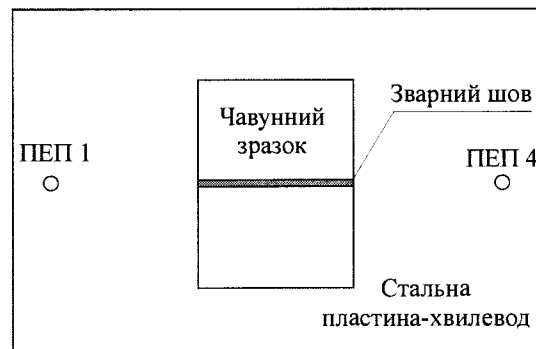 Чавунний
зразок
Зварний шов
ПЕП 1
ПЕП 4
Стальна
пластина-хвилевод